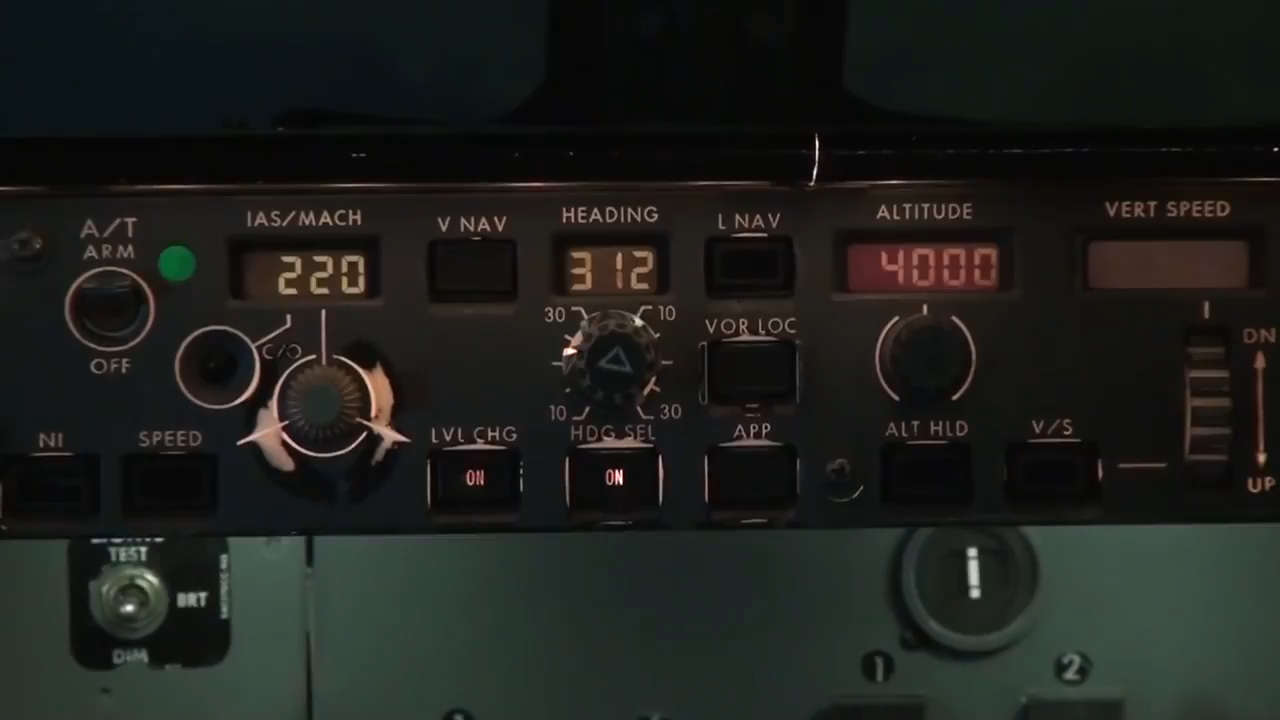 A/T
ARM
OFF
IAS/MACH
220
C/O
V NAV
HEADING
312
30
10
10
30
L NAV
VOR LOC
ALTITUDE
4000
VERT SPEED
DN
UP
N1
SPEED
LVL CHG
ON
HDG SEL
ON
APP
ALT HLD
V/S
TEST
BRT
DIM
1
2